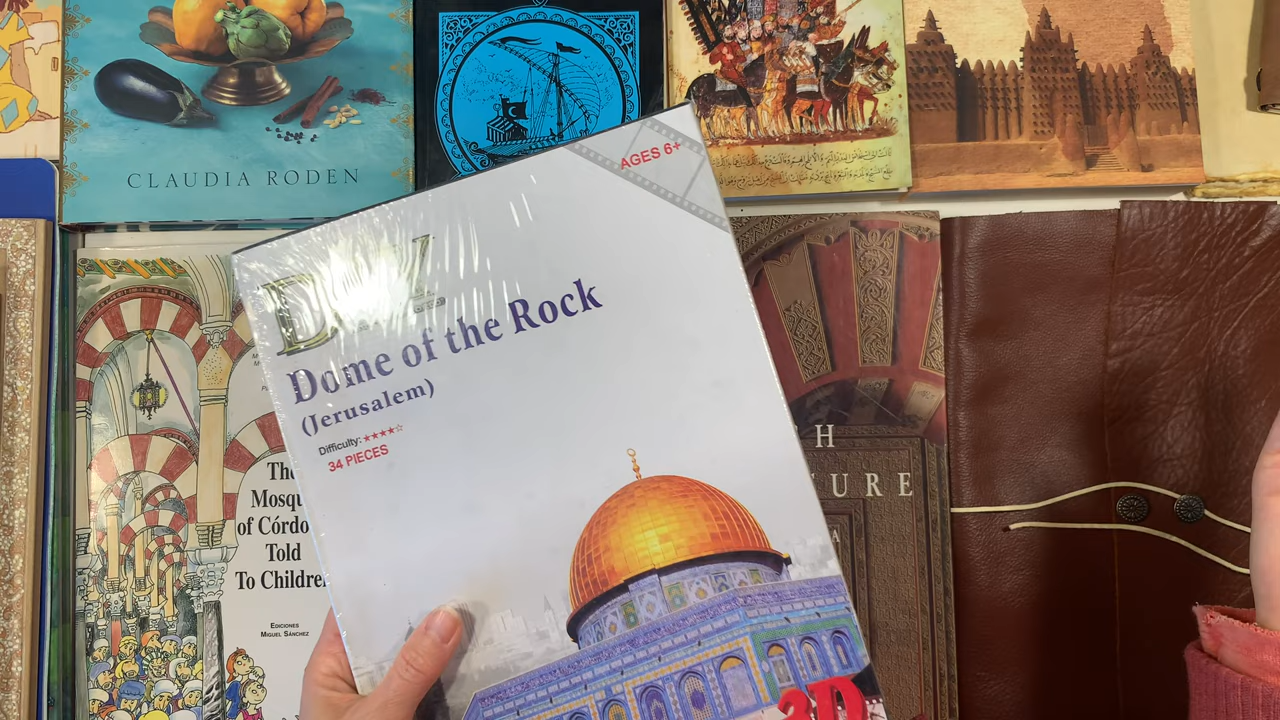 CLAUDIA RODEN
AGES 6+
Dome of the Rock
(Jerusalem)
Difficulty:
34 PIECES
3D
The
of Córdo
Told
To Children
EDICIONES
MIGUEL SÁNCHEZ
H
TURE